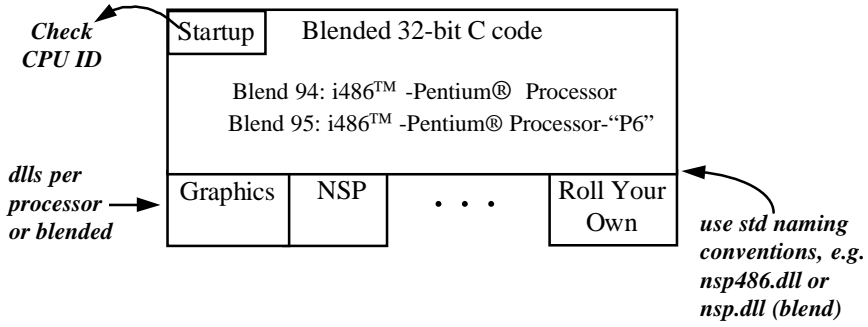 Check
CPU ID
Startup
Blended 32-bit C code
Blend 94: i486™ -Pentium® Processor
Blend 95: i486™ -Pentium® Processor-“P6”
dlls per
processor
or blended
Graphics
NSP
. . .
Roll Your
Own
use std naming
conventions, e.g.
nsp486.dll or
nsp.dll (blend)